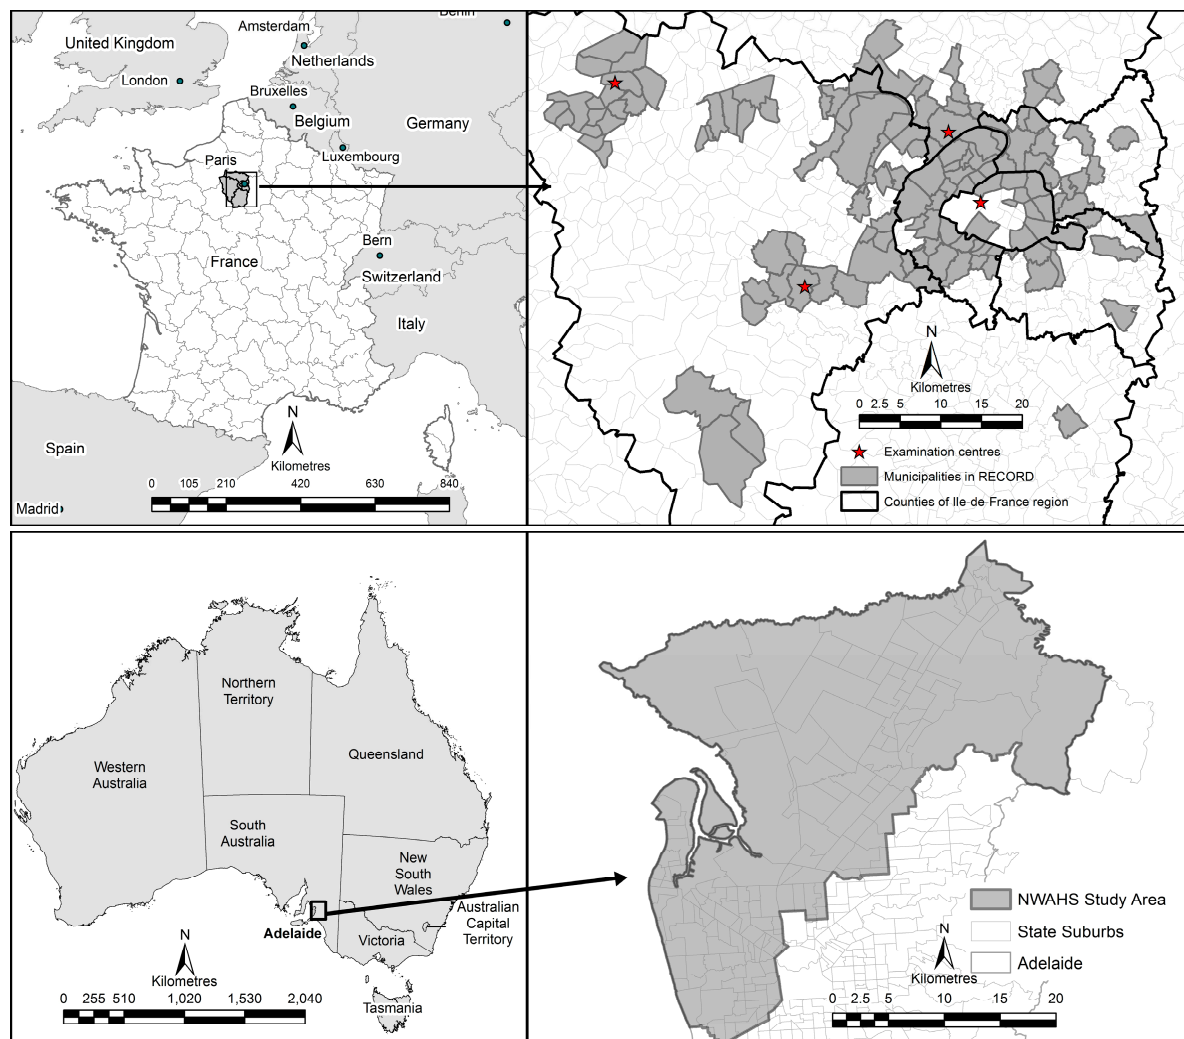 Berlin
Amsterdam
United Kingdom
Netherlands
London
Bruxelles
Belgium
Germany
Luxembourg
Paris
Bern
France
Switzerland
Italy
N
Spain
Kilometres
0 105 210 420 630 840
Madrid
N
Kilometres
0 2.5 5 10 15 20
Examination centres
Municipalities in RECORD
Counties of Ile-de-France region
Northern
Territory
Queensland
Western
Australia
South
Australia
New
South
Wales
Australian
Capital
Territory
Adelaide
Victoria
N
Kilometres
0 255 510 1,020 1,530 2,040
Tasmania
NWAHS Study Area
State Suburbs
Adelaide
N
Kilometres
0 2.5 5 10 15 20